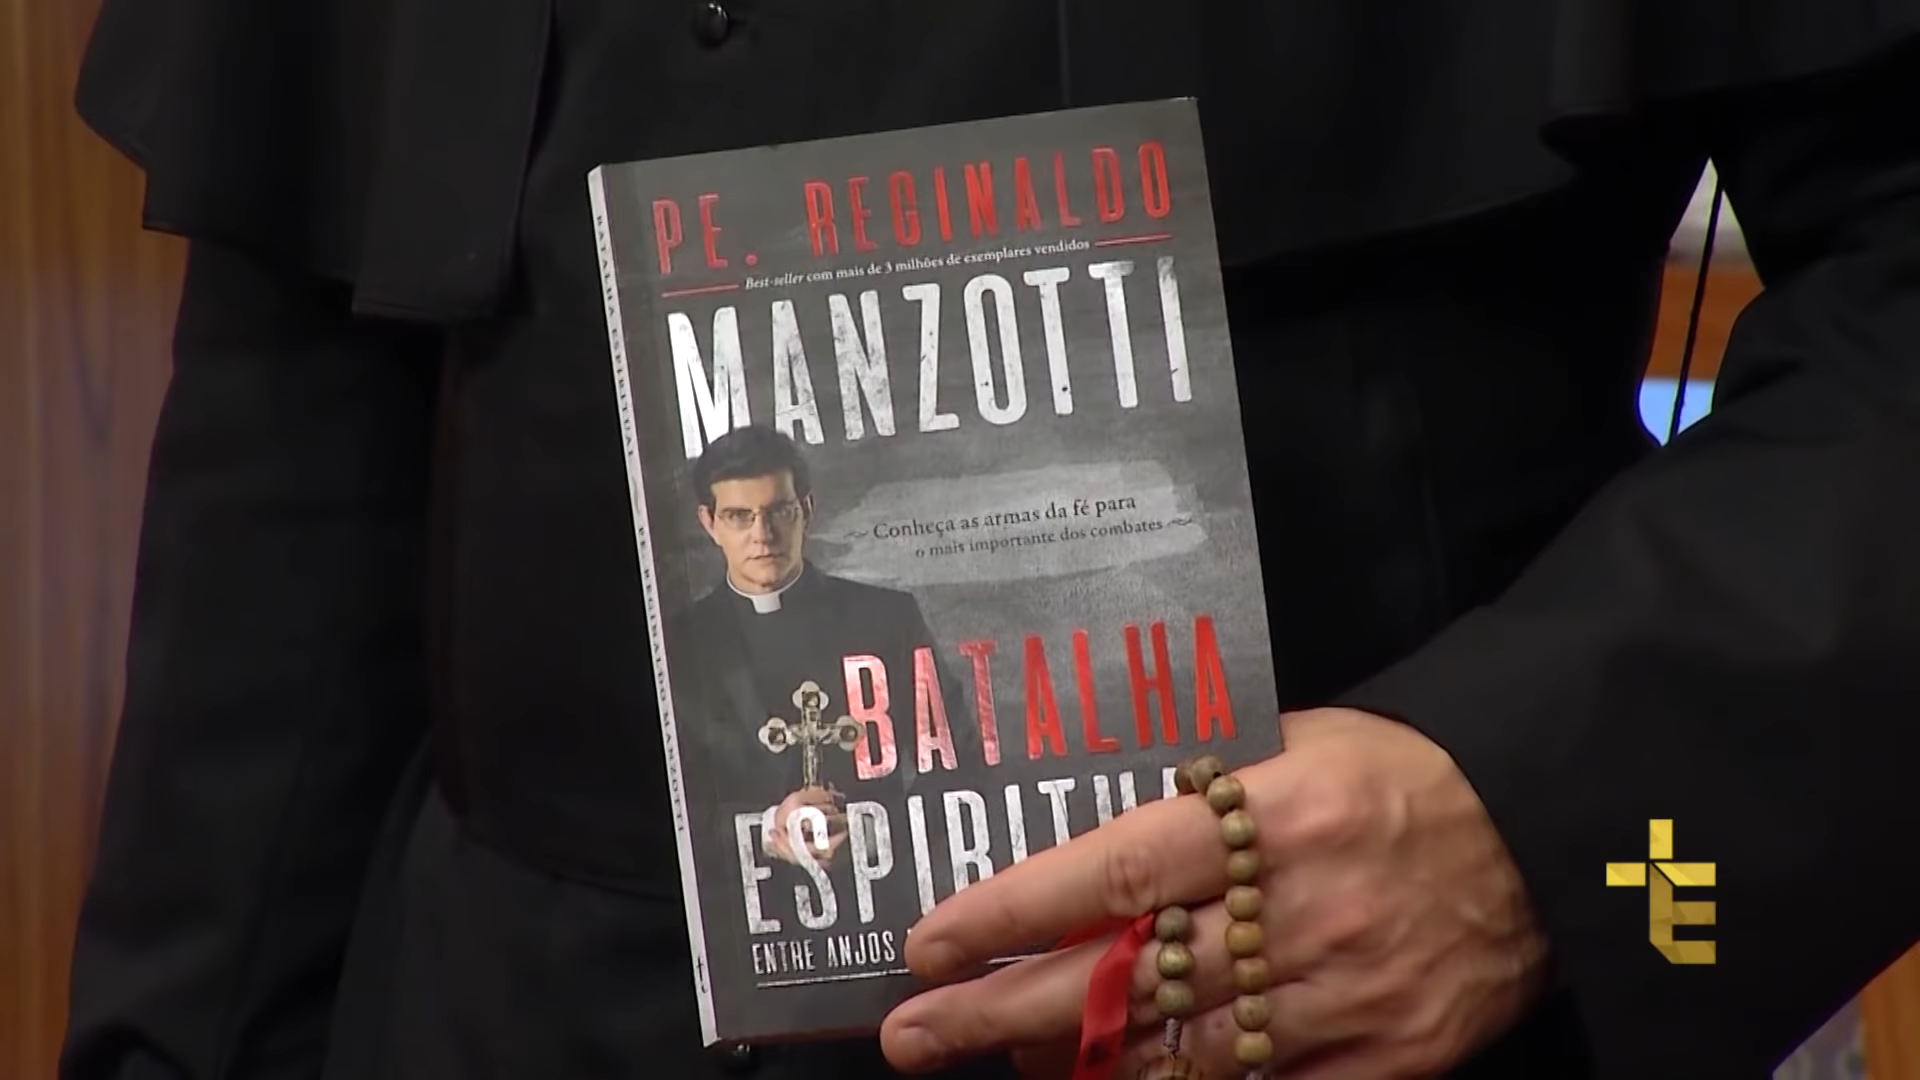 PE. REGINALDO
Best-seller com mais de 3 milhões de exemplares vendidos
MANZOTTI
Conheça as armas da fé para
o mais importante dos combates
BATALHA
ESPIRITUA
ENTRE ANJOS
BATALHA ESPIRITUAL PE. REGINALDO MANZOTTI